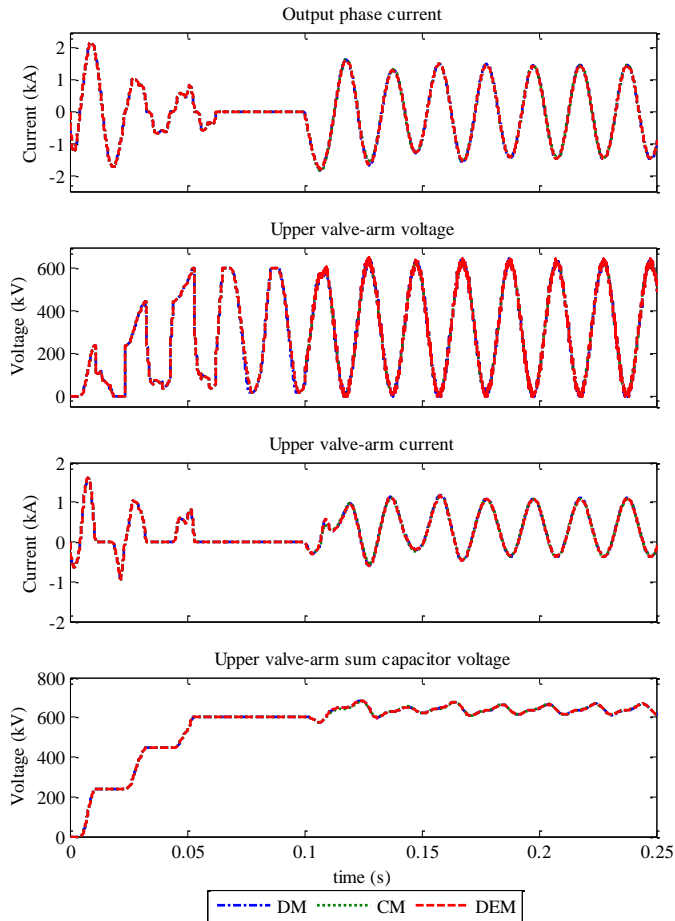 Output phase current
2
1
0
-1
-2
Current (kA)
Upper valve-arm voltage
600
400
200
0
Voltage (kV)
Upper valve-arm current
2
1
0
-1
-2
Current (kA)
Upper valve-arm sum capacitor voltage
800
600
400
200
0
Voltage (kV)
0 0.05 0.1 0.15 0.2 0.25
time (s)
DM CM DEM